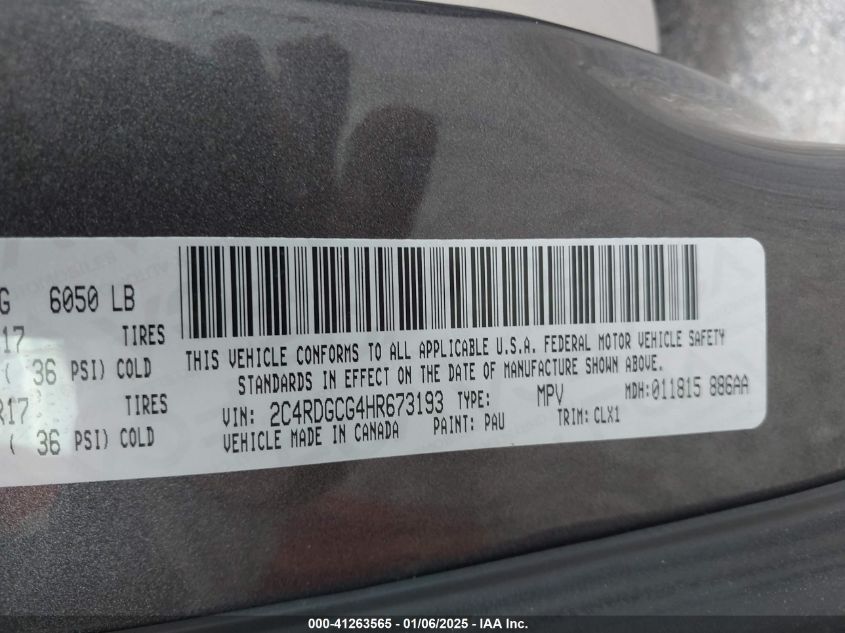 G 6050 LB
17 TIRES
( 36 PSI) COLD
R17 TIRES
( 36 PSI) COLD
THIS VEHICLE CONFORMS TO ALL APPLICABLE U.S.A. FEDERAL MOTOR VEHICLE SAFETY
STANDARDS IN EFFECT ON THE DATE OF MANUFACTURE SHOWN ABOVE.
VIN: 2C4RDGCG4HR673193 TYPE: MPV MDH:011815 886AA
VEHICLE MADE IN CANADA PAINT: PAU TRIM: CLX1
000-41263565 - 01/06/2025 - IAA Inc.